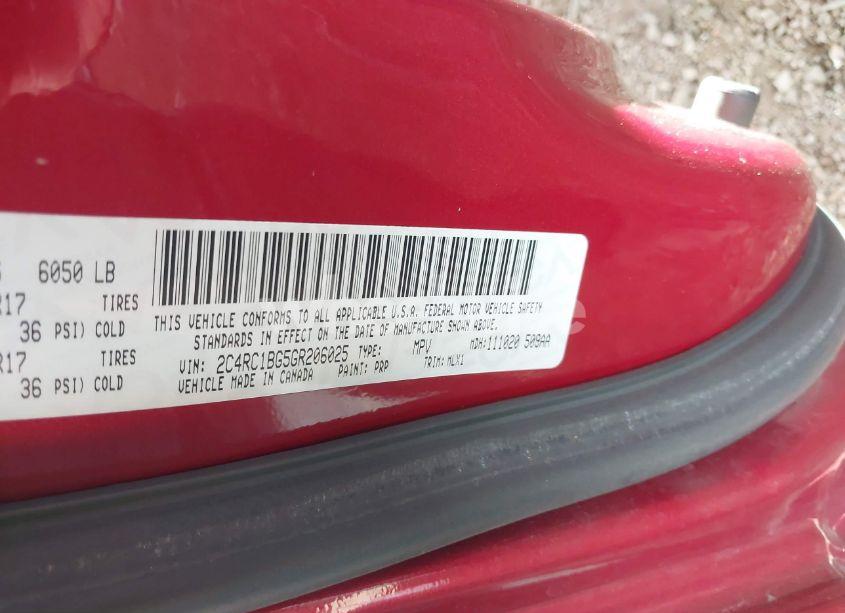 6050 LB
R17 TIRES
36 PSI) COLD
R17 TIRES
36 PSI) COLD
THIS VEHICLE CONFORMS TO ALL APPLICABLE U.S.A. FEDERAL MOTOR VEHICLE SAFETY
STANDARDS IN EFFECT ON THE DATE OF MANUFACTURE SHOWN ABOVE.
VIN: 2C4RC1BG5GR206025 TYPE: MPV MDH:111020 509AA
VEHICLE MADE IN CANADA PAINT: PRP TRIM: MLX1